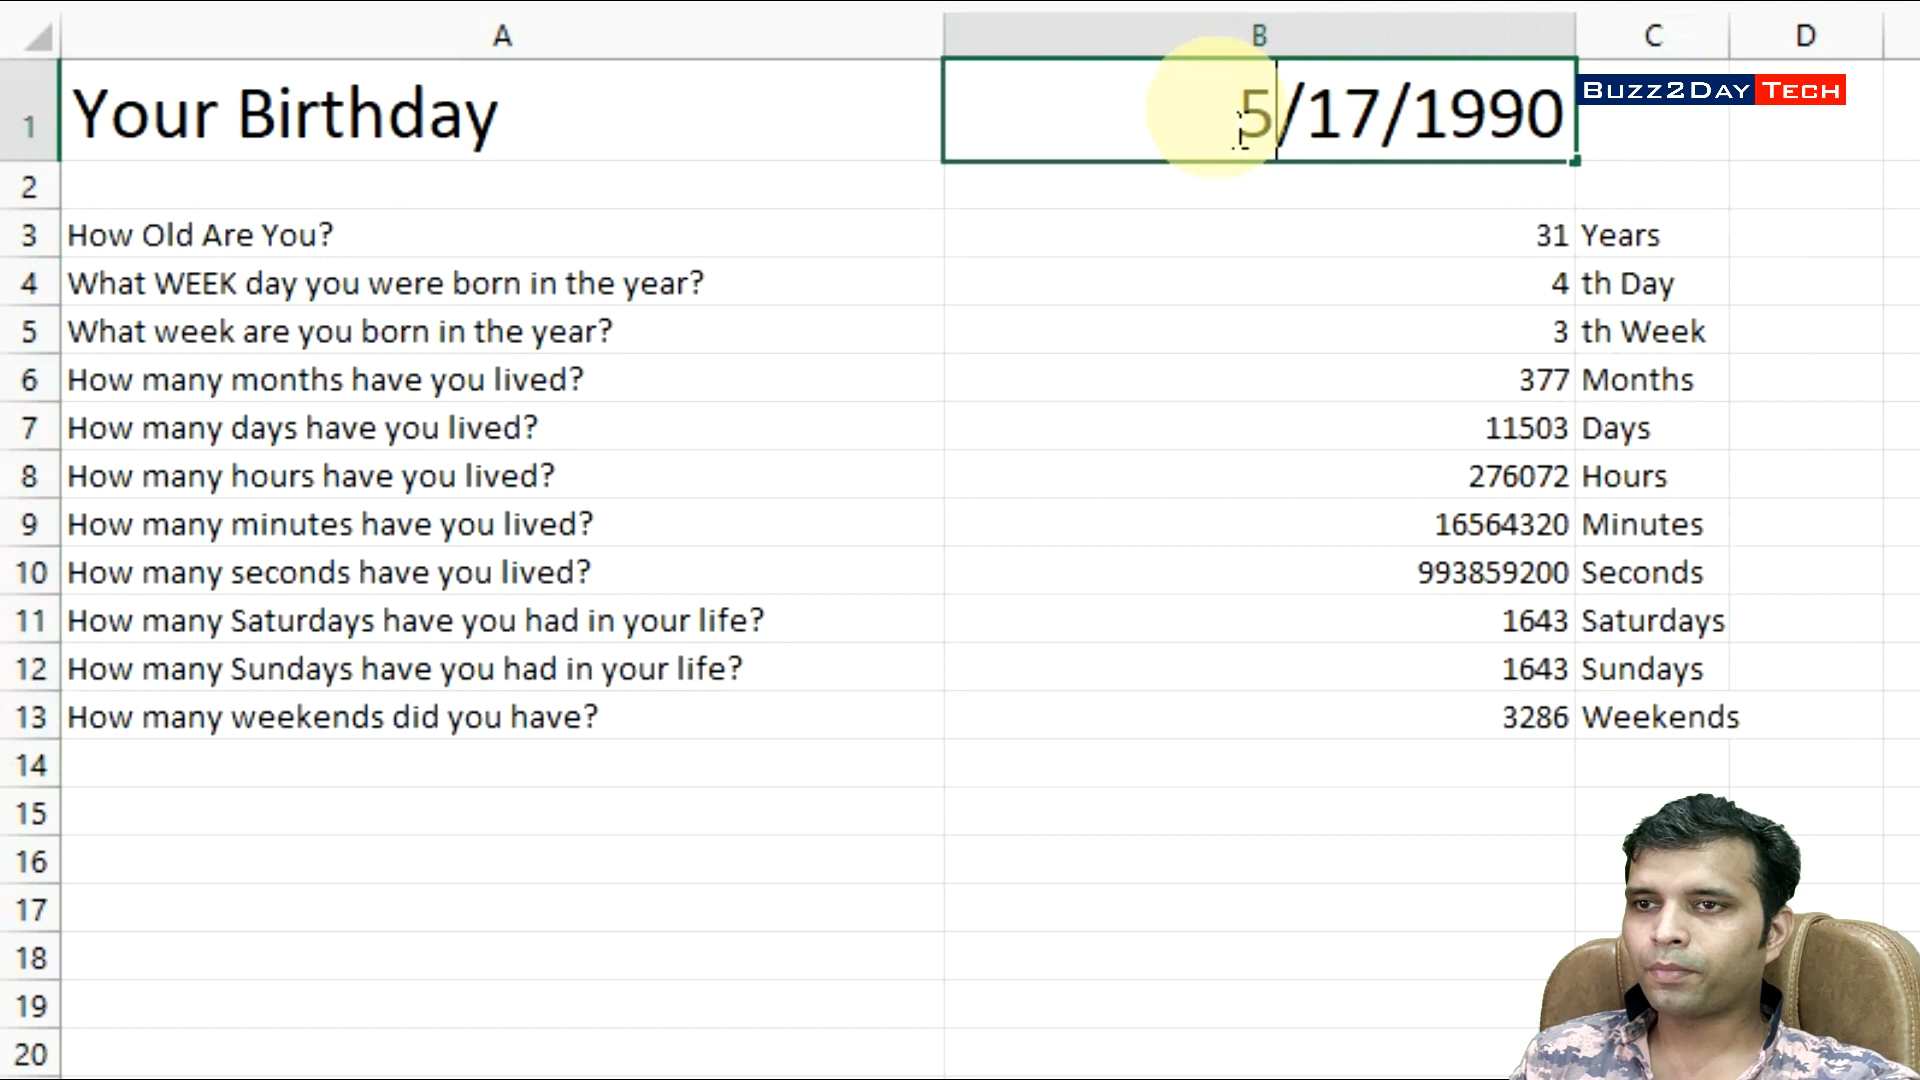 A B C D
1 Your Birthday 5/17/1990 BUZZ2DAY TECH
2
3 How Old Are You? 31 Years
4 What WEEK day you were born in the year? 4 th Day
5 What week are you born in the year? 3 th Week
6 How many months have you lived? 377 Months
7 How many days have you lived? 11503 Days
8 How many hours have you lived? 276072 Hours
9 How many minutes have you lived? 16564320 Minutes
10 How many seconds have you lived? 993859200 Seconds
11 How many Saturdays have you had in your life? 1643 Saturdays
12 How many Sundays have you had in your life? 1643 Sundays
13 How many weekends did you have? 3286 Weekends
14
15
16
17
18
19
20